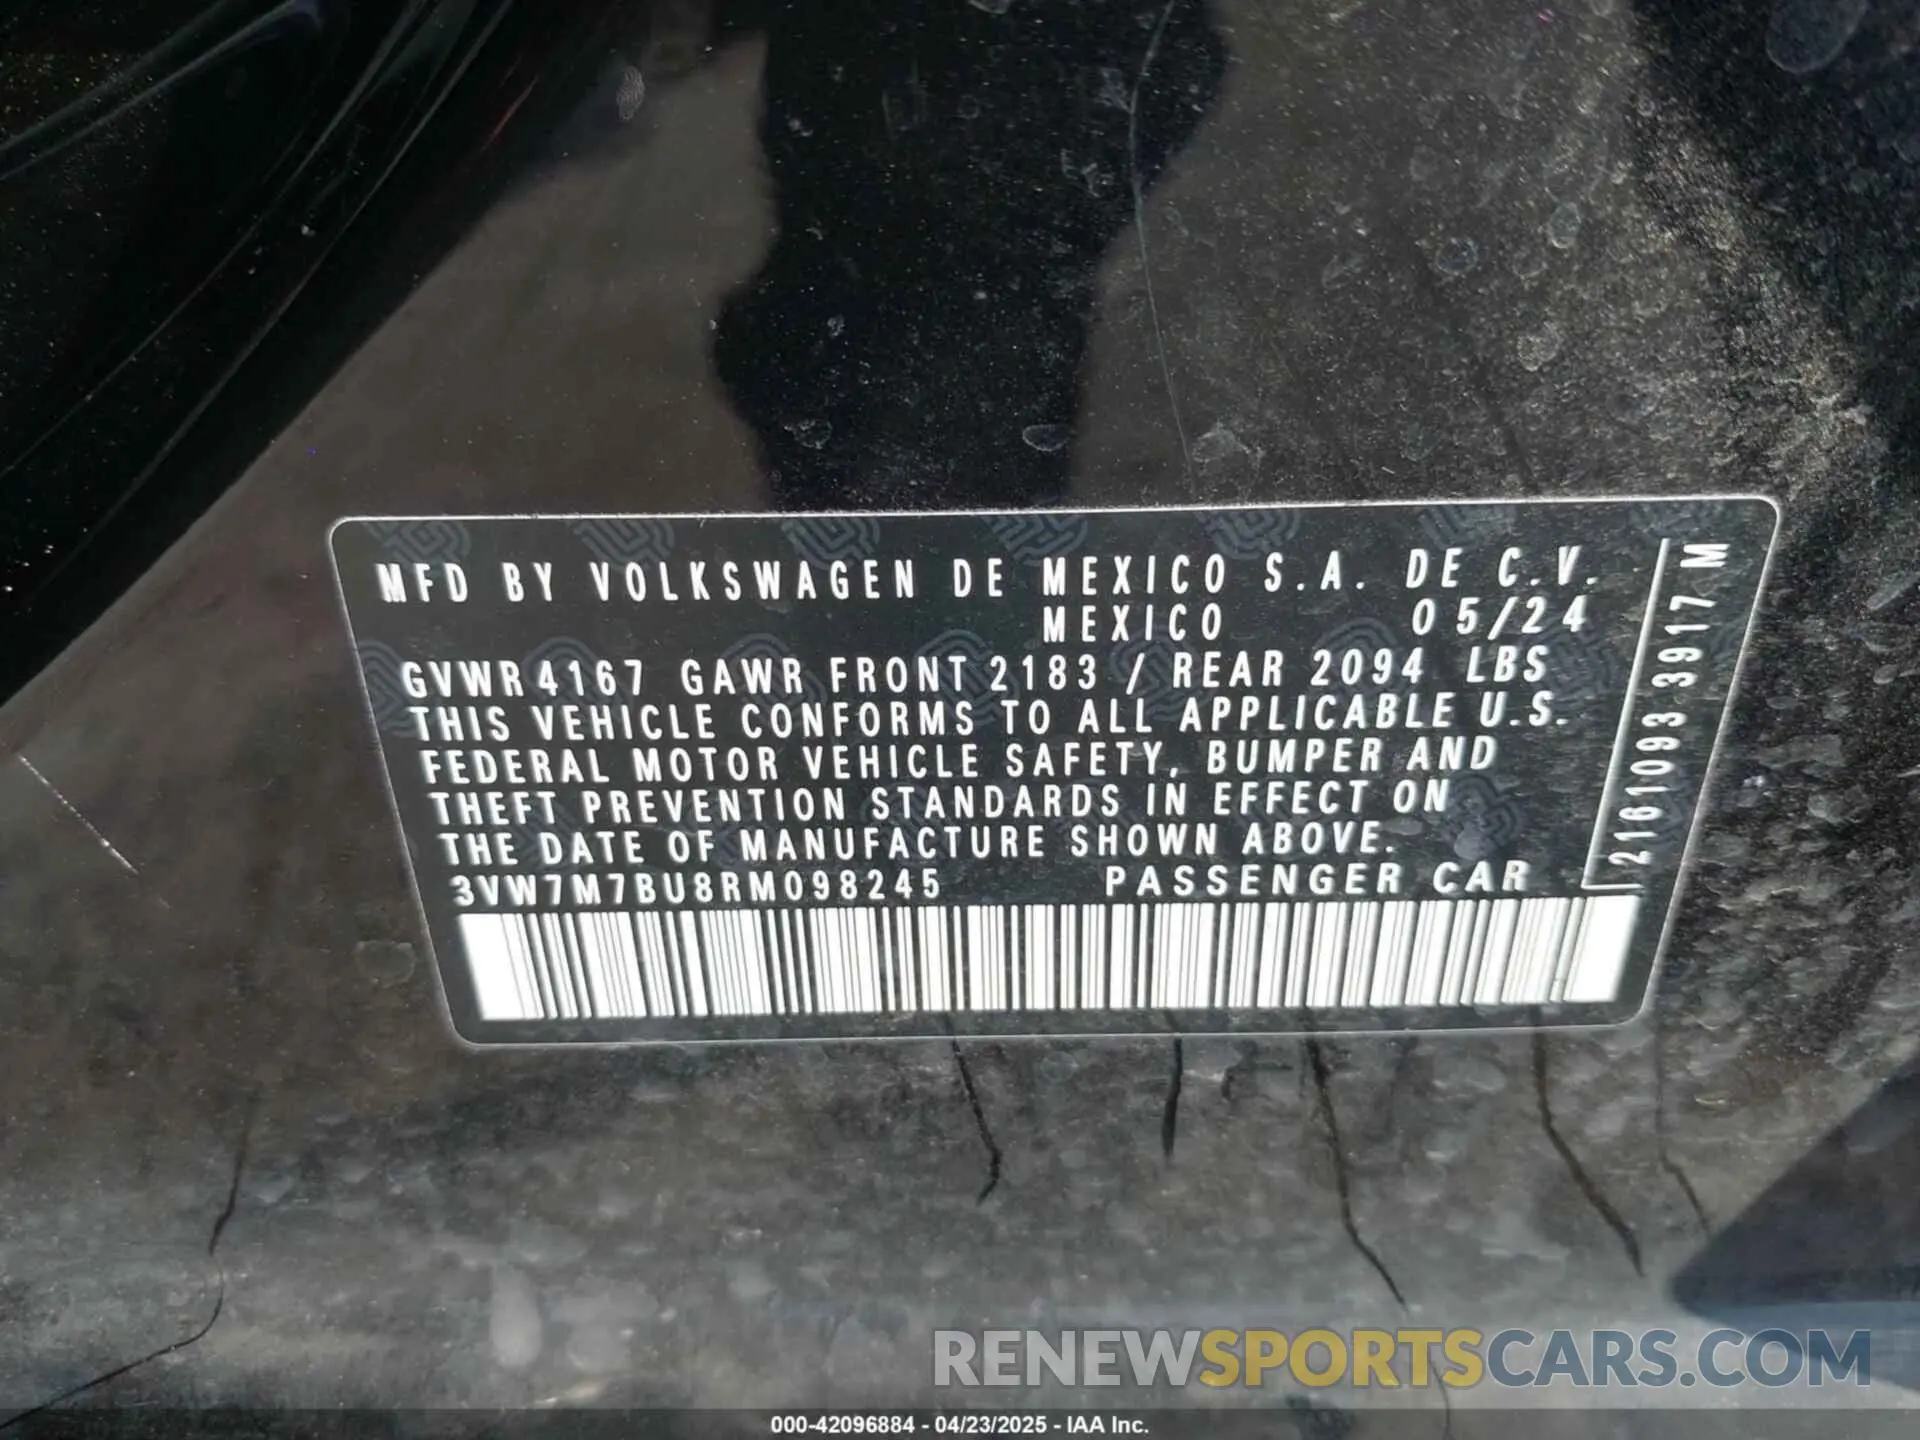 MFD BY VOLKSWAGEN DE MEXICO S.A. DE C.V.
MEXICO 05/24
GVWR 4167 GAWR FRONT 2183 / REAR 2094 LBS
THIS VEHICLE CONFORMS TO ALL APPLICABLE U.S.
FEDERAL MOTOR VEHICLE SAFETY, BUMPER AND
THEFT PREVENTION STANDARDS IN EFFECT ON
THE DATE OF MANUFACTURE SHOWN ABOVE.
3VW7M7BU8RM098245 PASSENGER CAR
2161093 3917 M
RENEWSPORTSCARS.COM
000-42096884 - 04/23/2025 - IAA Inc.